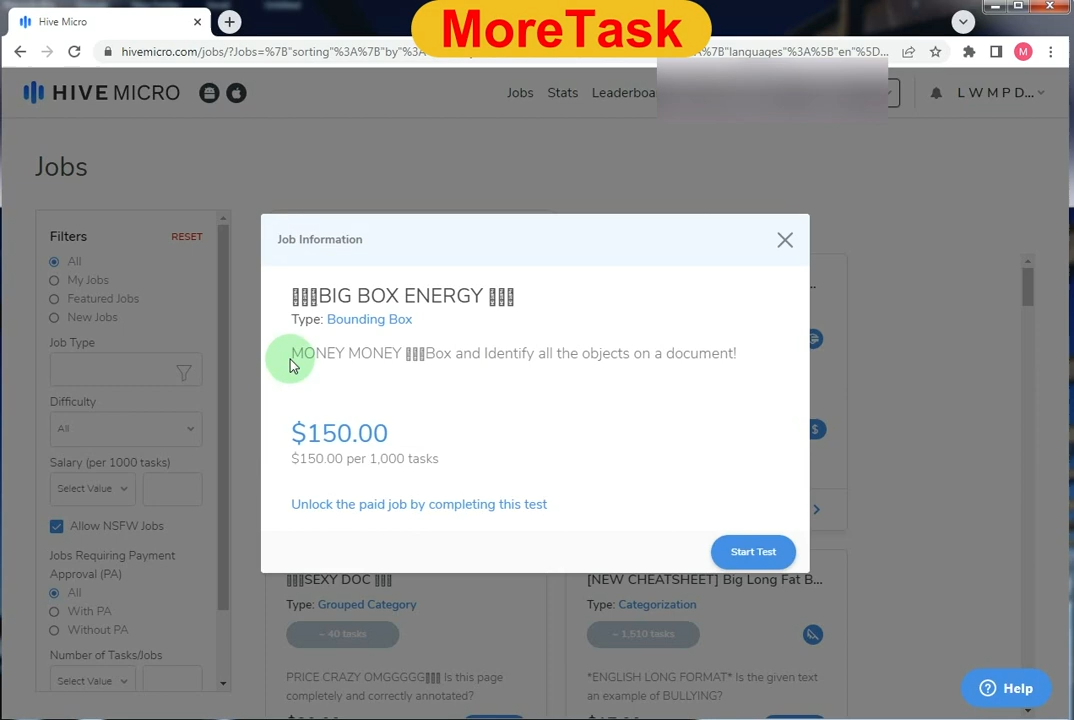 Hive Micro
MoreTask
hivemicro.com/jobs/?Jobs=%7B"sorting"%3A%7B"by"%
%7B"languages"%3A%5B"en"%5D...
M
HIVE MICRO
Jobs
Stats
Leaderboa
L W M P D...
Jobs
Filters
RESET
All
My Jobs
Featured Jobs
New Jobs
Job Type
Difficulty
All
Salary (per 1000 tasks)
Select Value
Allow NSFW Jobs
Jobs Requiring Payment
Approval (PA)
All
With PA
Without PA
Number of Tasks/Jobs
Select Value
Job Information
BIG BOX ENERGY
Type: Bounding Box
MONEY MONEY Box and Identify all the objects on a document!
$150.00
$150.00 per 1,000 tasks
Unlock the paid job by completing this test
Start Test
...
$
SEXY DOC
Type: Grouped Category
~ 40 tasks
PRICE CRAZY OMGGGGG Is this page
completely and correctly annotated?
[NEW CHEATSHEET] Big Long Fat B...
Type: Categorization
~ 1,510 tasks
*ENGLISH LONG FORMAT* Is the given text
an example of BULLYING?
Help